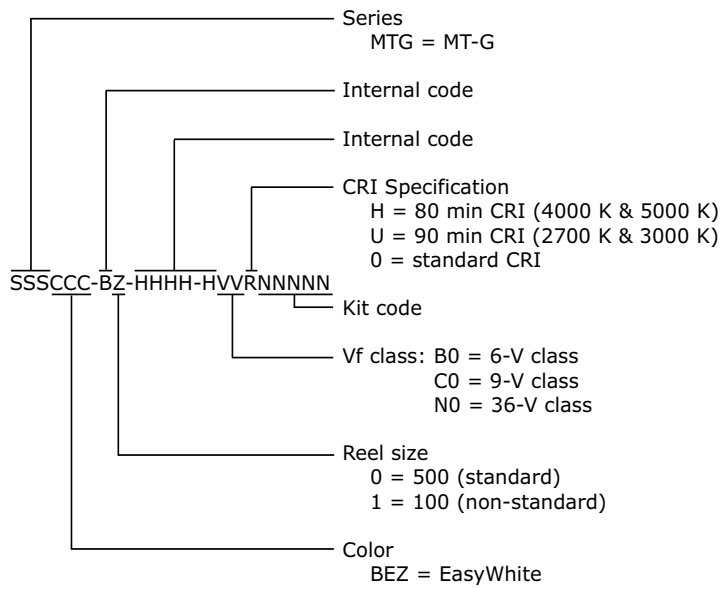 Series
MTG = MT-G
Internal code
Internal code
CRI Specification
H = 80 min CRI (4000 K & 5000 K)
U = 90 min CRI (2700 K & 3000 K)
0 = standard CRI
SSSCCC-BZ-HHHH-HVVRNNNNN
Kit code
Vf class: B0 = 6-V class
C0 = 9-V class
N0 = 36-V class
Reel size
0 = 500 (standard)
1 = 100 (non-standard)
Color
BEZ = EasyWhite